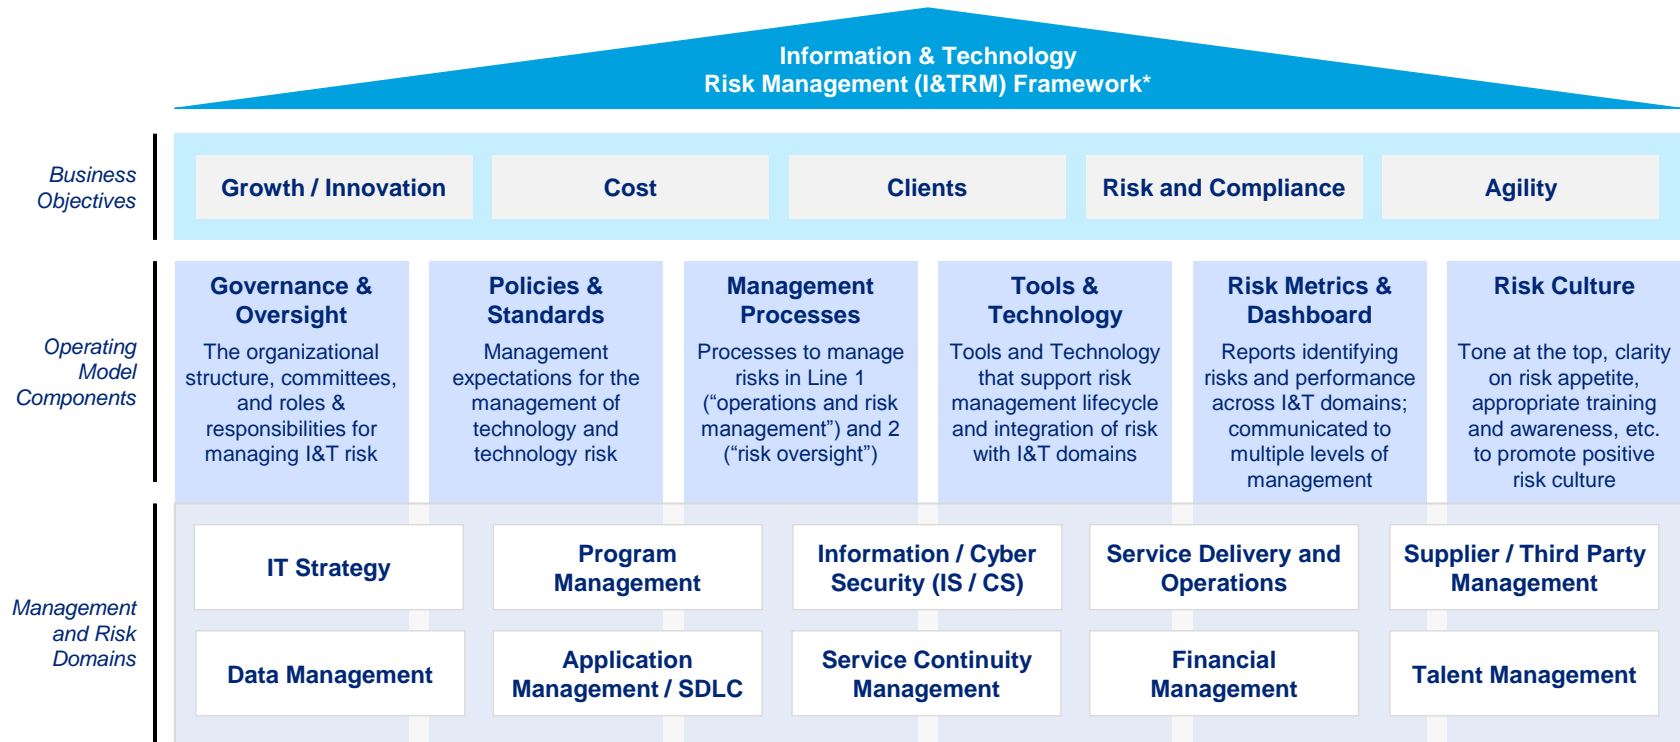 Information & Technology
Risk Management (I&TRM) Framework*
Business
Objectives
Growth / Innovation
Cost
Clients
Risk and Compliance
Agility
Operating
Model
Components
Governance &
Oversight
The organizational
structure, committees,
and roles &
responsibilities for
managing I&T risk
Policies &
Standards
Management
expectations for the
management of
technology and
technology risk
Management
Processes
Processes to manage
risks in Line 1
(“operations and risk
management”) and 2
(“risk oversight”)
Tools &
Technology
Tools and Technology
that support risk
management lifecycle
and integration of risk
with I&T domains
Risk Metrics &
Dashboard
Reports identifying
risks and performance
across I&T domains;
communicated to
multiple levels of
management
Risk Culture
Tone at the top, clarity
on risk appetite,
appropriate training
and awareness, etc.
to promote positive
risk culture
Management
and Risk
Domains
IT Strategy
Program
Management
Information / Cyber
Security (IS / CS)
Service Delivery and
Operations
Supplier / Third Party
Management
Data Management
Application
Management / SDLC
Service Continuity
Management
Financial
Management
Talent Management